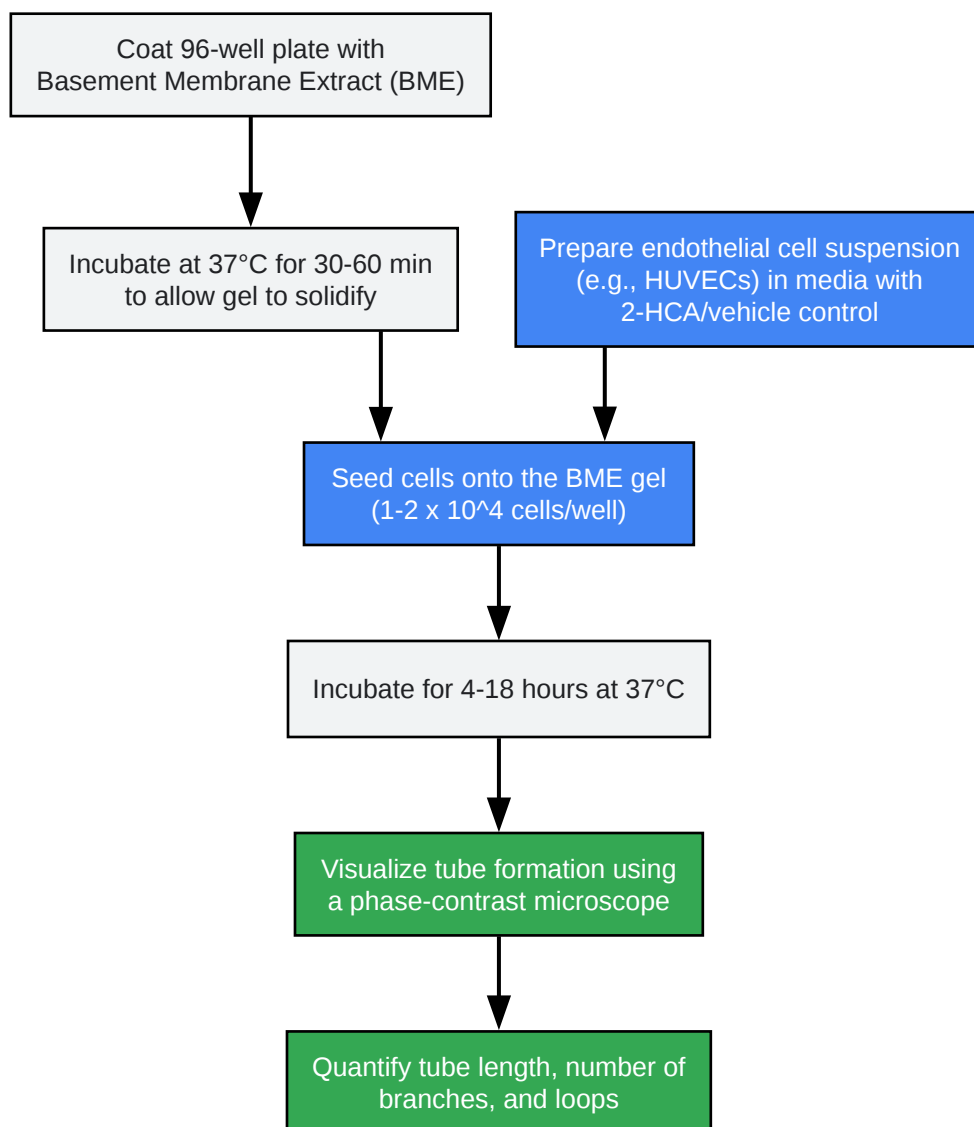 Coat 96-well plate with
Basement Membrane Extract (BME)
Incubate at 37°C for 30-60 min
to allow gel to solidify
Prepare endothelial cell suspension
(e.g., HUVECs) in media with
2-HCA/vehicle control
Seed cells onto the BME gel
(1-2 x 10^4 cells/well)
Incubate for 4-18 hours at 37°C
Visualize tube formation using
a phase-contrast microscope
Quantify tube length, number of
branches, and loops